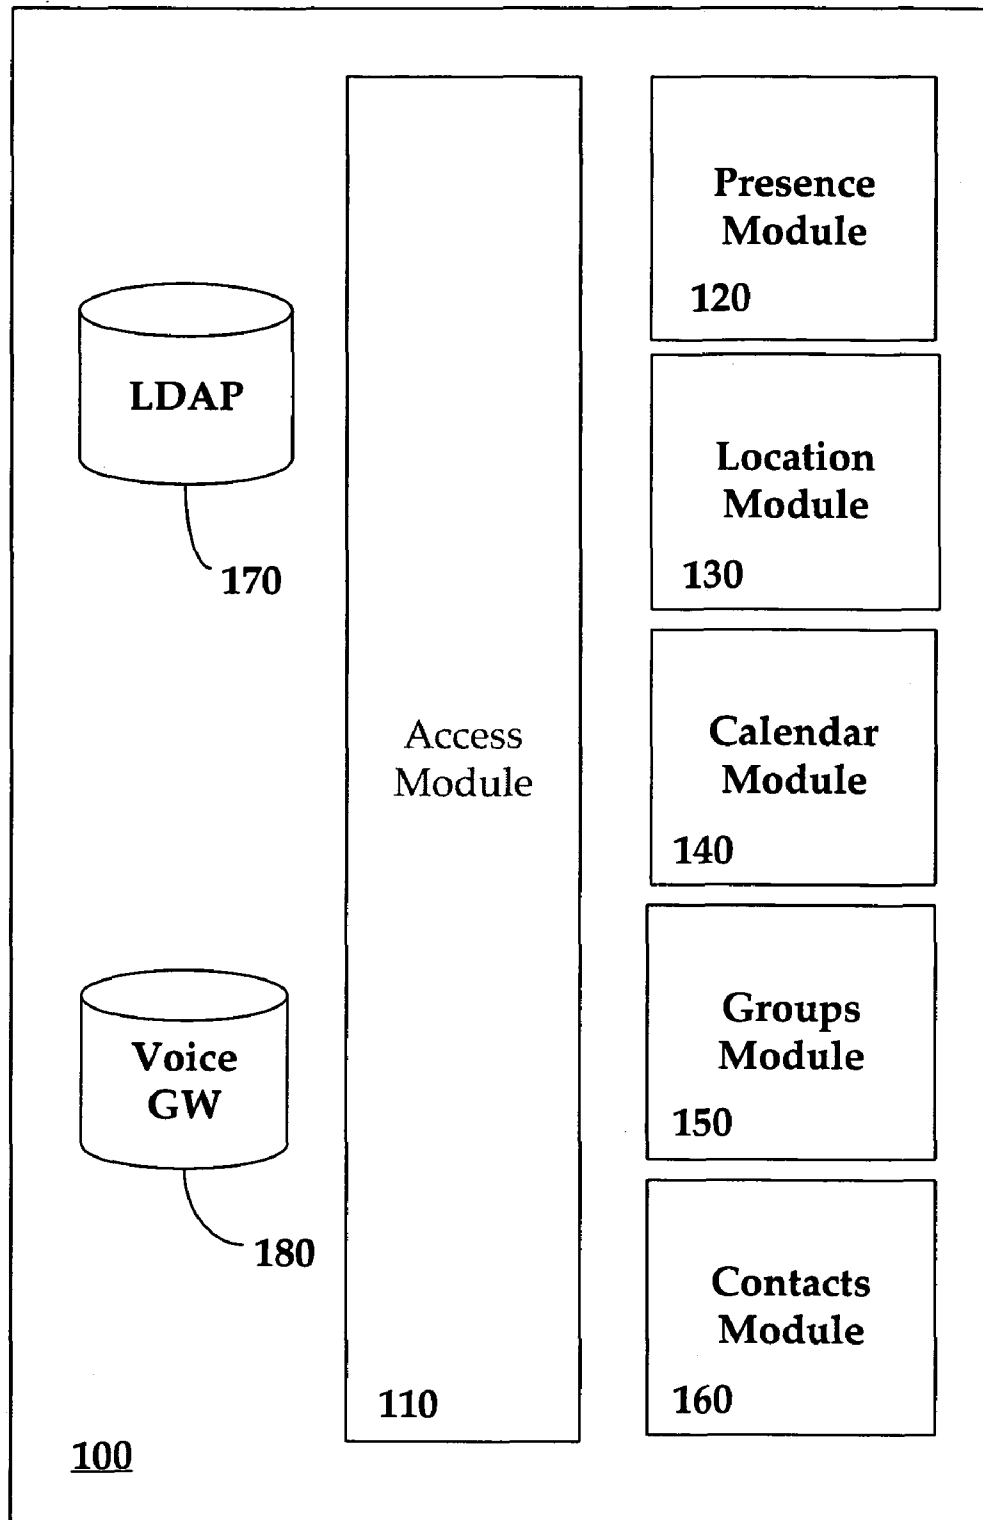 LDAP
170
Voice
GW
180
100
Access
Module
110
Presence
Module
120
Location
Module
130
Calendar
Module
140
Groups
Module
150
Contacts
Module
160